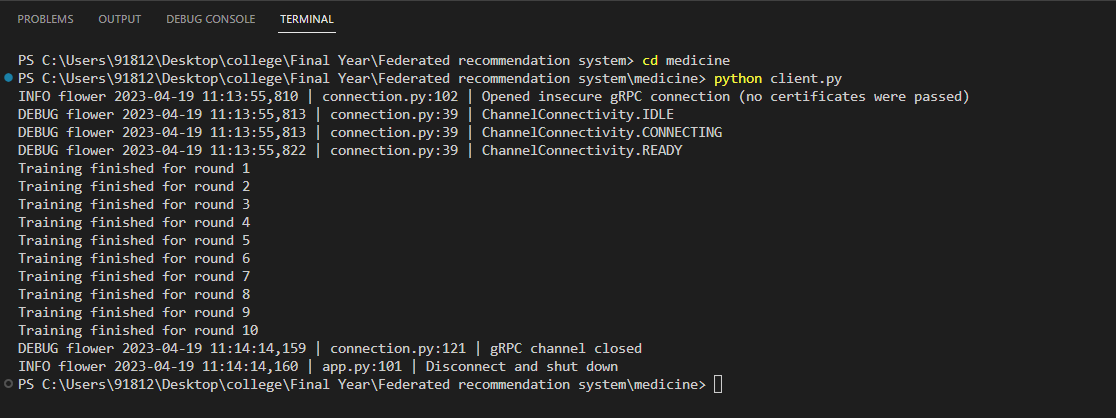 PROBLEMS OUTPUT DEBUG CONSOLE TERMINAL
PS C:\Users\91812\Desktop\college\Final Year\Federated recommendation system> cd medicine
PS C:\Users\91812\Desktop\college\Final Year\Federated recommendation system\medicine> python client.py
INFO flower 2023-04-19 11:13:55,810 | connection.py:102 | Opened insecure gRPC connection (no certificates were passed)
DEBUG flower 2023-04-19 11:13:55,813 | connection.py:39 | ChannelConnectivity.IDLE
DEBUG flower 2023-04-19 11:13:55,813 | connection.py:39 | ChannelConnectivity.CONNECTING
DEBUG flower 2023-04-19 11:13:55,822 | connection.py:39 | ChannelConnectivity.READY
Training finished for round 1
Training finished for round 2
Training finished for round 3
Training finished for round 4
Training finished for round 5
Training finished for round 6
Training finished for round 7
Training finished for round 8
Training finished for round 9
Training finished for round 10
DEBUG flower 2023-04-19 11:14:14,159 | connection.py:121 | gRPC channel closed
INFO flower 2023-04-19 11:14:14,160 | app.py:101 | Disconnect and shut down
PS C:\Users\91812\Desktop\college\Final Year\Federated recommendation system\medicine>